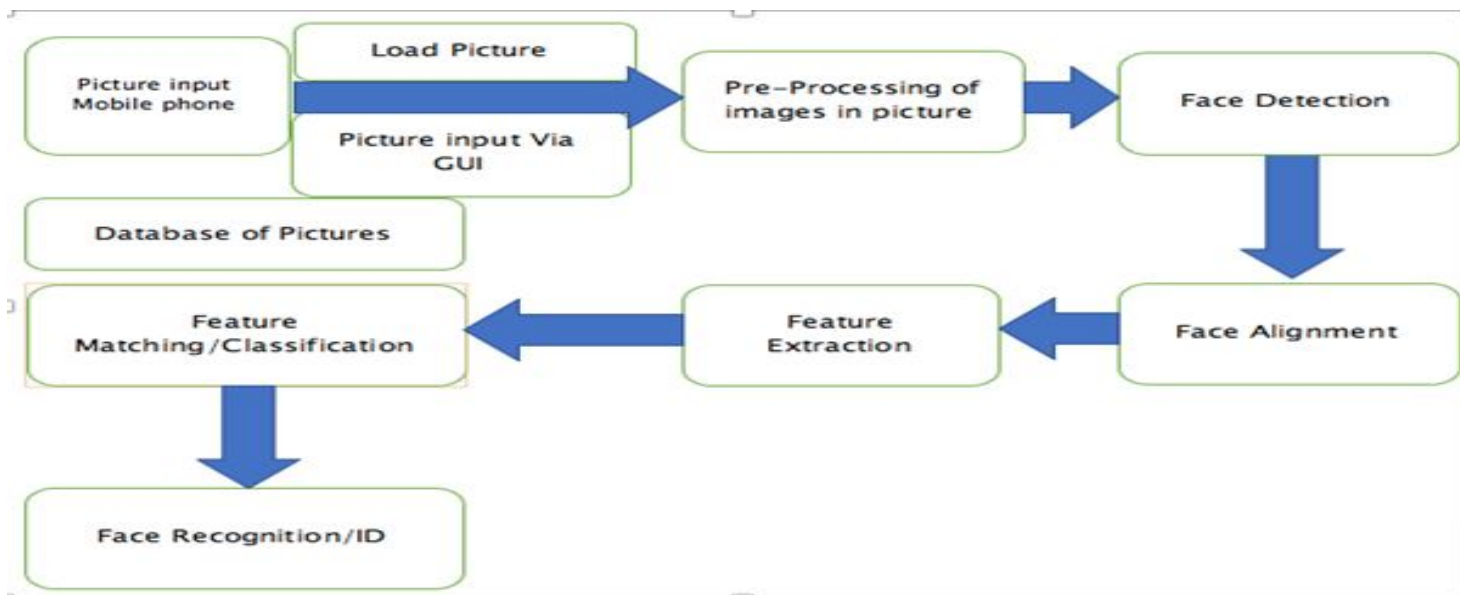 Load Picture
Picture input
Mobile phone
Picture input Via
GUI
Pre-Processing of
images in picture
Face Detection
Database of Pictures
Feature
Matching/Classification
Feature
Extraction
Face Alignment
Face Recognition/ID